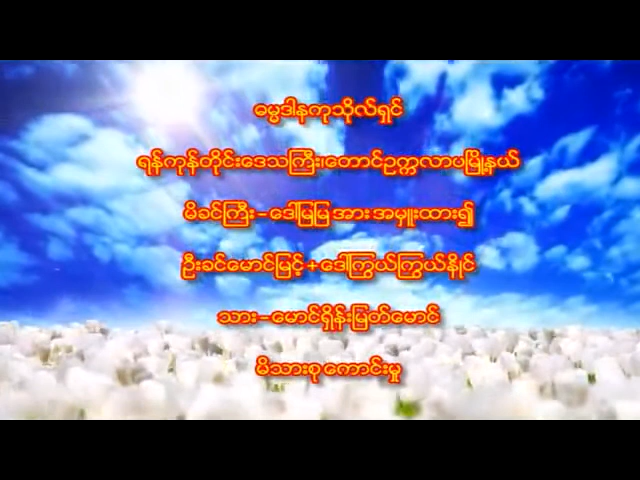 ဓမ္မဒါနကုသိုလ်ရှင်
ရန်ကုန်တိုင်းဒေသကြီး၊တောင်ဥက္ကလာပမြို့နယ်
မိခင်ကြီး-ဒေါ်မြမြအားအမှူးထား၍
ဦးခင်မောင်မြင့်+ဒေါ်ကြွယ်ကြွယ်နိုင်
သား-မောင်ရှိန်းမြတ်မောင်
မိသားစုကောင်းမှု